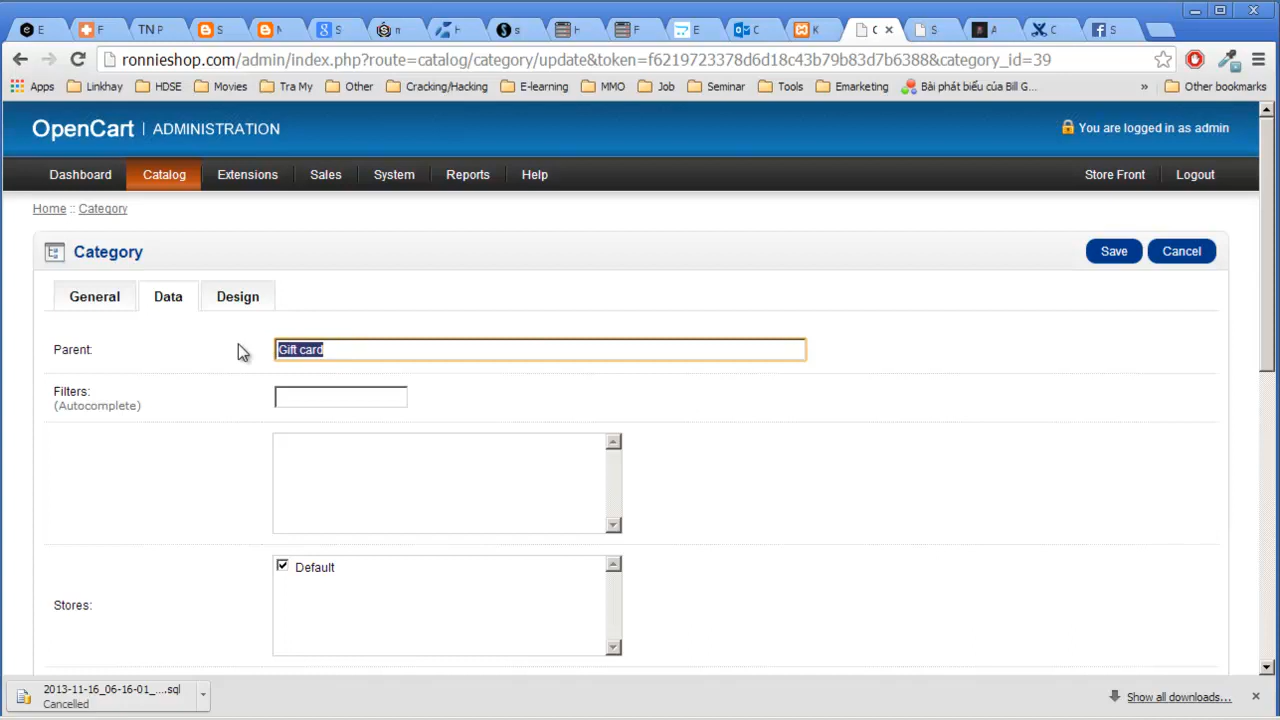 E
F
TN P
S
N
S
n
H
S
H
F
E
C
K
C
S
A
C
S
ronnieshop.com/admin/index.php?route=catalog/category/update&token=f6219723378d6d18c43b79b83d7b6388&category_id=39
Apps Linkhay HDSE Movies Tra My Other Cracking/Hacking E-learning MMO Job Seminar Tools Emarketing Bài phát biểu của Bill G... » Other bookmarks
OpenCart | ADMINISTRATION
You are logged in as admin
Dashboard Catalog Extensions Sales System Reports Help Store Front Logout
Home :: Category
Category
Save Cancel
General Data Design
Parent: Gift card
Filters:
(Autocomplete)
Default
Stores:
2013-11-16_06-16-01_....sql
Cancelled
Show all downloads...